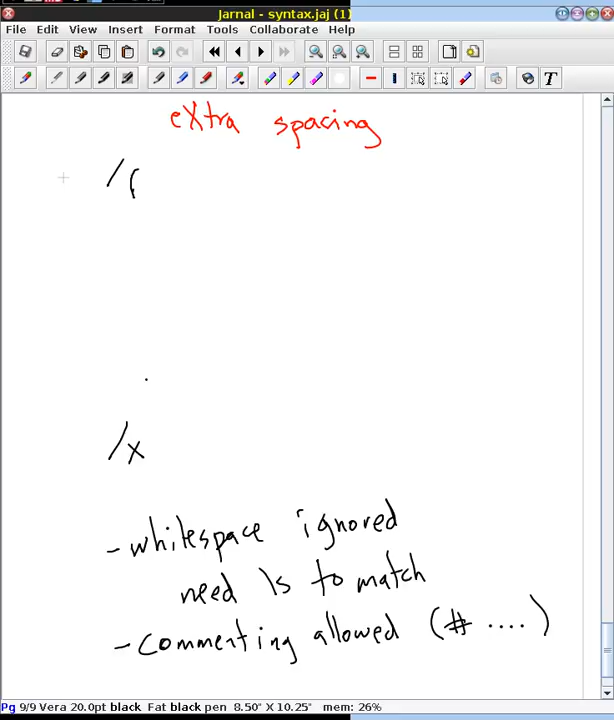 Jarnal - syntax.jaj (1)
File Edit View Insert Format Tools Collaborate Help
T
eXtra spacing
/(
/x
- whitespace ignored
need \s to match
- commenting allowed (# ....)
Pg 9/9 Vera 20.0pt black Fat black pen 8.50" X 10.25" mem: 26%